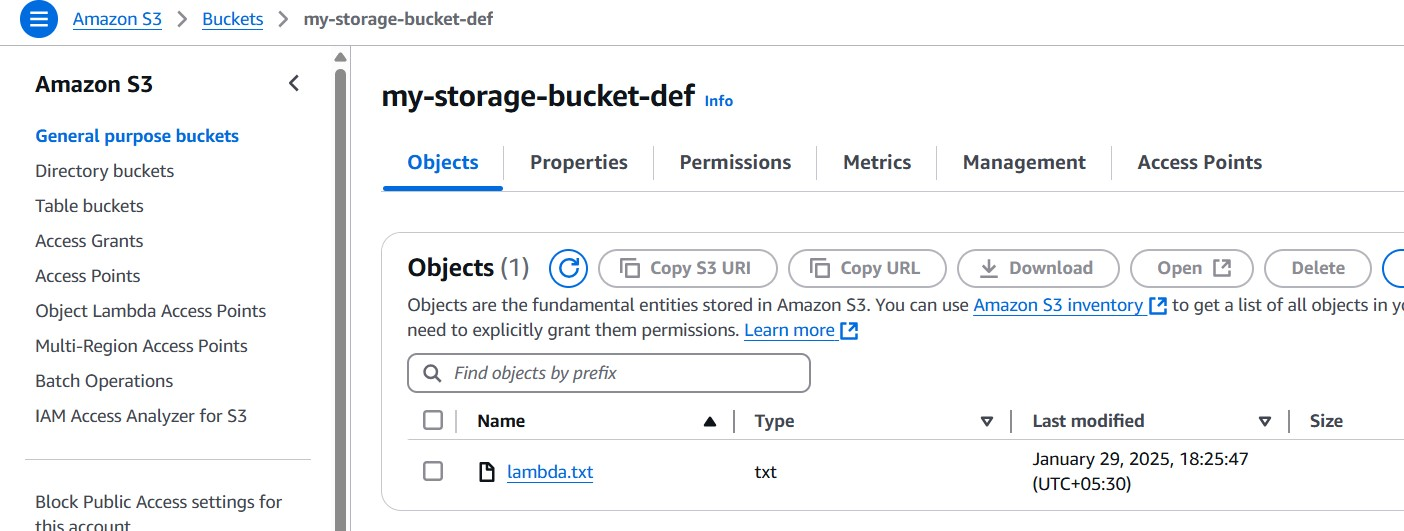 Amazon S3 > Buckets > my-storage-bucket-def
Amazon S3
General purpose buckets
Directory buckets
Table buckets
Access Grants
Access Points
Object Lambda Access Points
Multi-Region Access Points
Batch Operations
IAM Access Analyzer for S3
Block Public Access settings for
this account
my-storage-bucket-def Info
Objects Properties Permissions Metrics Management Access Points
Objects (1) Copy S3 URI Copy URL Download Open Delete
Objects are the fundamental entities stored in Amazon S3. You can use Amazon S3 inventory to get a list of all objects in
need to explicitly grant them permissions. Learn more
Find objects by prefix
Name Type Last modified Size
lambda.txt txt January 29, 2025, 18:25:47
(UTC+05:30)